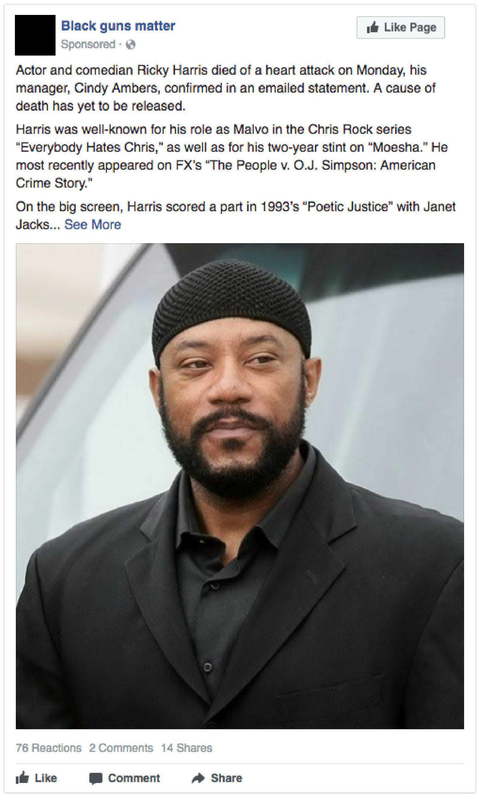 Black guns matter
Like Page
Sponsored ·
Actor and comedian Ricky Harris died of a heart attack on Monday, his
manager, Cindy Ambers, confirmed in an emailed statement. A cause of
death has yet to be released.
Harris was well-known for his role as Malvo in the Chris Rock series
“Everybody Hates Chris,” as well as for his two-year stint on “Moesha.” He
most recently appeared on FX's “The People v. O.J. Simpson: American
Crime Story.”
On the big screen, Harris scored a part in 1993's “Poetic Justice” with Janet
Jacks... See More
76 Reactions 2 Comments 14 Shares
Like Comment Share